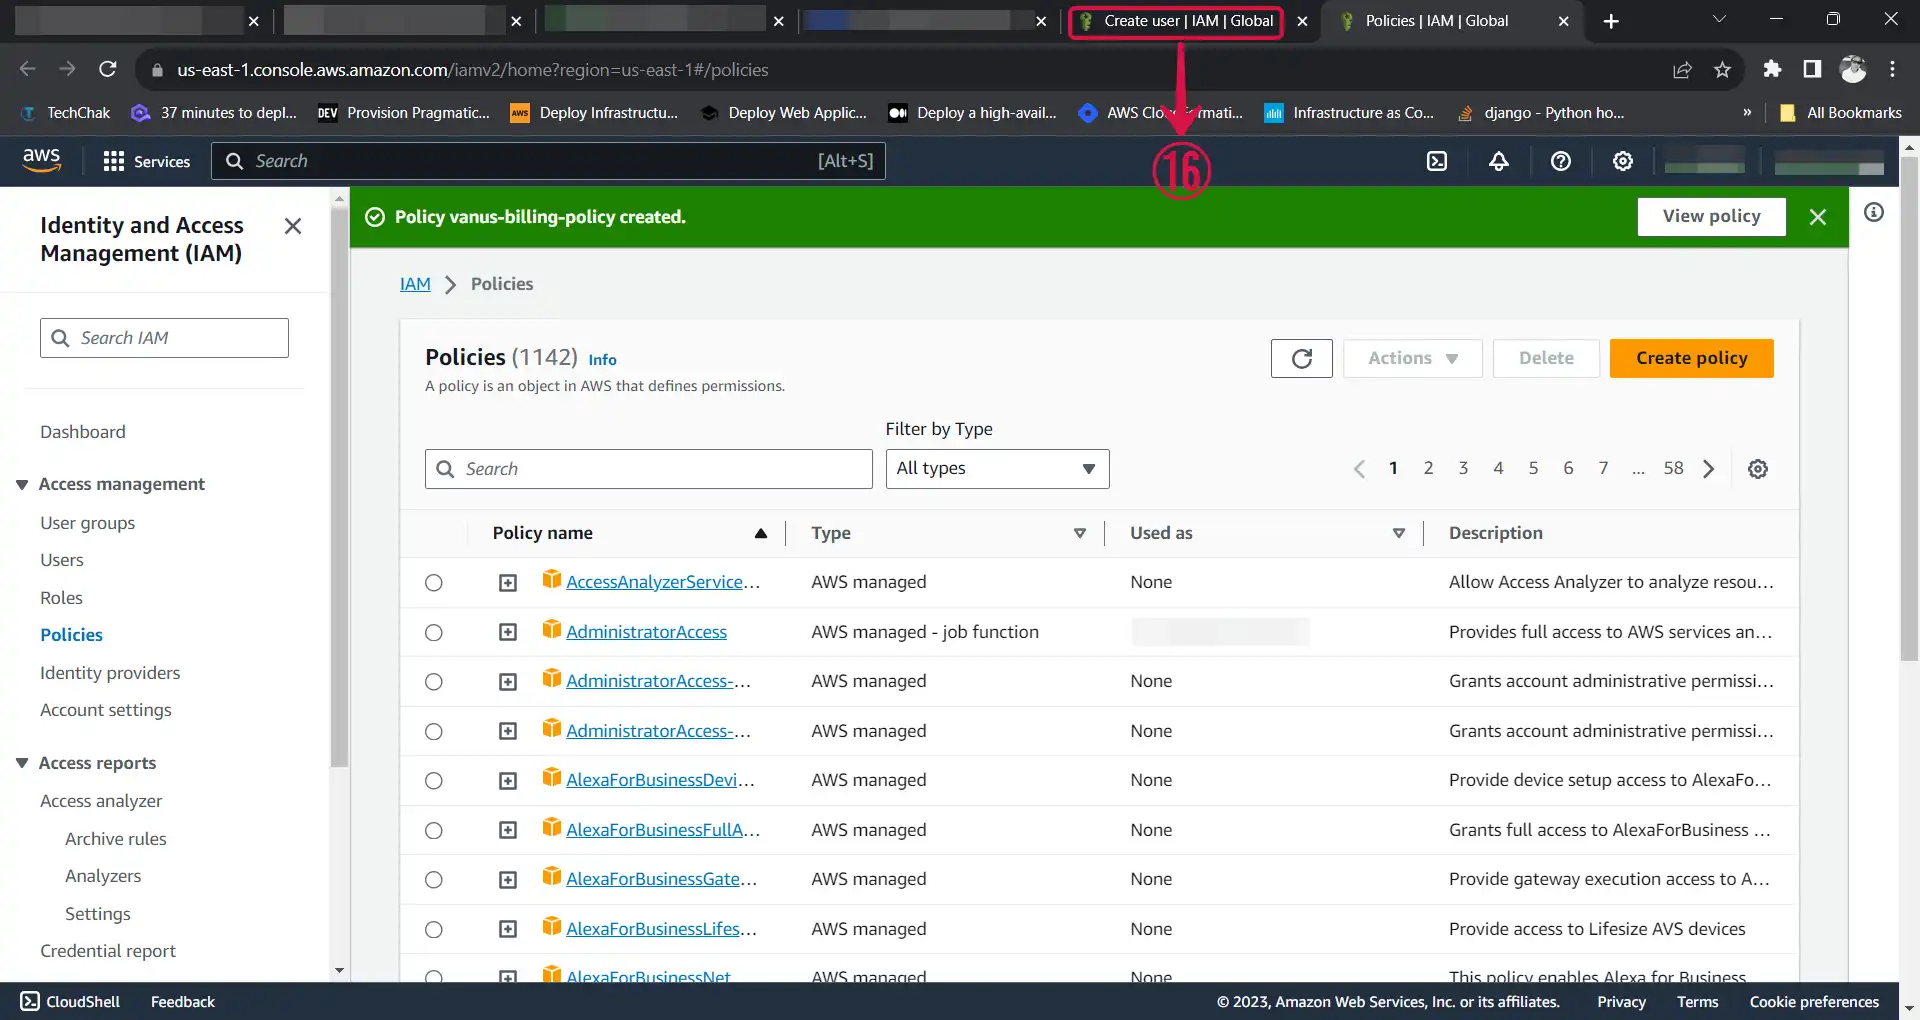 Create user | IAM | Global
Policies | IAM | Global
us-east-1.console.aws.amazon.com/iamv2/home?region=us-east-1#/policies
TechChak
37 minutes to depl...
DEV Provision Pragmatic...
AWS Deploy Infrastructu...
Deploy Web Applic...
Deploy a high-avail...
Infrastructure as Co...
django - Python ho...
»
All Bookmarks
16
aws
Services
Search
[Alt+S]
Identity and Access
Management (IAM)
Policy vanus-billing-policy created.
View policy
IAM
Policies
Search IAM
Policies (1142) Info
A policy is an object in AWS that defines permissions.
Actions
Delete
Create policy
Filter by Type
Search
All types
1 2 3 4 5 6 7 ... 58
Dashboard
Access management
User groups
Users
Roles
Policies
Identity providers
Account settings
Access reports
Access analyzer
Archive rules
Analyzers
Settings
Credential report
Policy name Type Used as Description
AccessAnalyzerService... AWS managed None Allow Access Analyzer to analyze resou...
AdministratorAccess AWS managed - job function Provides full access to AWS services an...
AdministratorAccess-... AWS managed None Grants account administrative permissi...
AdministratorAccess-... AWS managed None Grants account administrative permissi...
AlexaForBusinessDevi... AWS managed None Provide device setup access to AlexaFo...
AlexaForBusinessFullA... AWS managed None Grants full access to AlexaForBusiness ...
AlexaForBusinessGate... AWS managed None Provide gateway execution access to A...
AlexaForBusinessLifes... AWS managed None Provide access to Lifesize AVS devices
AlexaForBusinessNet AWS managed None This policy enables Alexa for Business
CloudShell
Feedback
© 2023, Amazon Web Services, Inc. or its affiliates.
Privacy
Terms
Cookie preferences